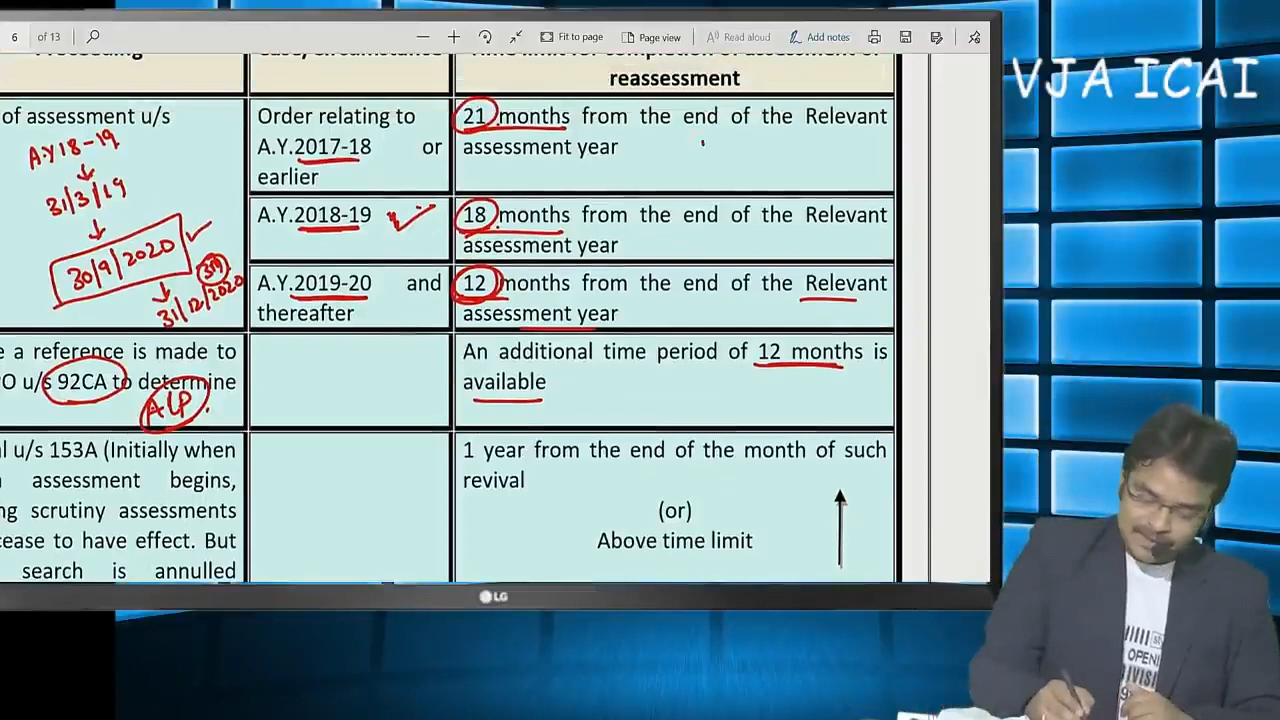 6 of 13 Fit to page Page view Read aloud Add notes
VJA ICAI
reassessment
of assessment u/s
A.Y 18-19
31/3/19
30/9/2020
31/12/2020
Order relating to
A.Y.2017-18 or
earlier
21 months from the end of the Relevant
assessment year
A.Y.2018-19
18 months from the end of the Relevant
assessment year
A.Y.2019-20 and
thereafter
12 months from the end of the Relevant
assessment year
e a reference is made to
O u/s 92CA to determine
ALP
An additional time period of 12 months is
available
l u/s 153A (Initially when
assessment begins,
ng scrutiny assessments
cease to have effect. But
search is annulled
1 year from the end of the month of such
revival
(or)
Above time limit
LG
OPENI
DIVISI